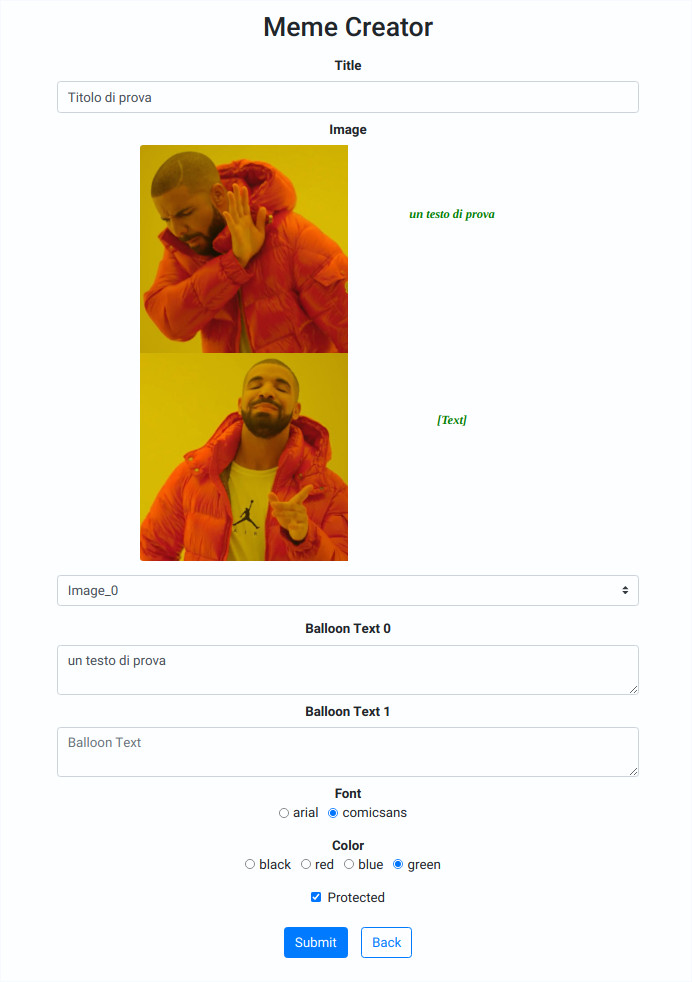 Meme Creator
Title
Titolo di prova
Image
un testo di prova
[Text]
Image_0
Balloon Text 0
un testo di prova
Balloon Text 1
Balloon Text
Font
arial comicsans
Color
black red blue green
Protected
Submit Back